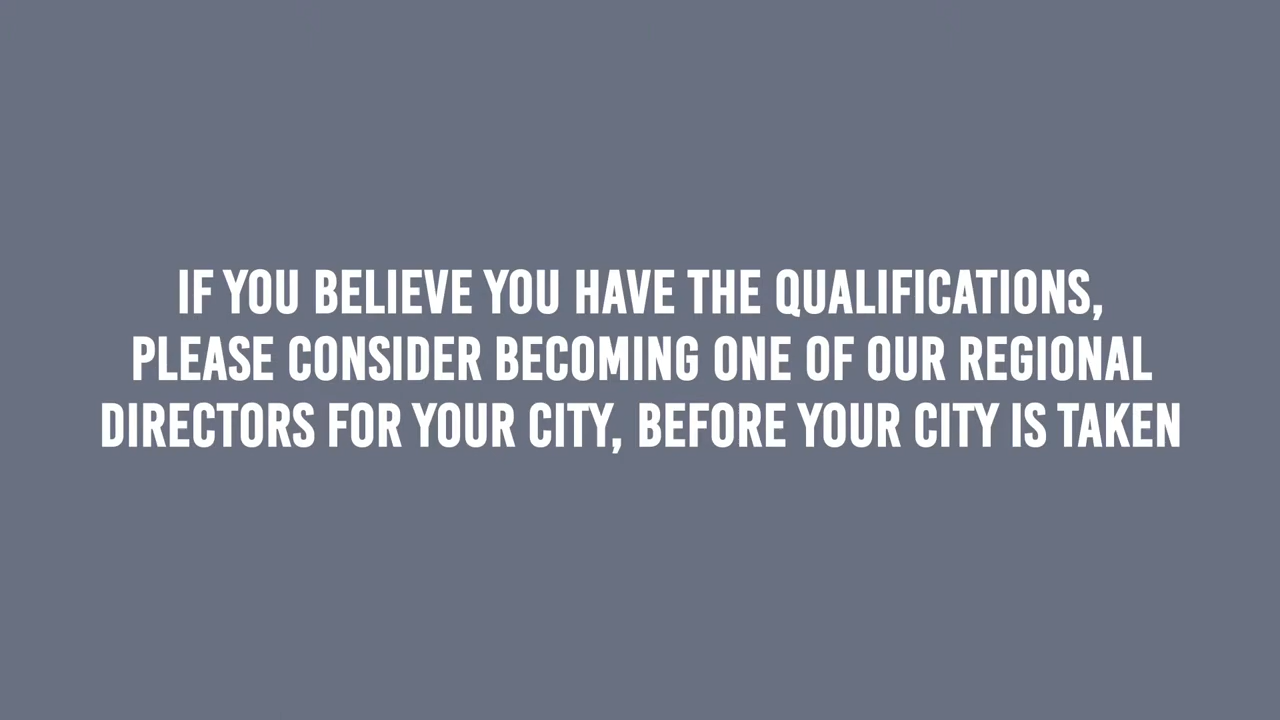 IF YOU BELIEVE YOU HAVE THE QUALIFICATIONS,
PLEASE CONSIDER BECOMING ONE OF OUR REGIONAL
DIRECTORS FOR YOUR CITY, BEFORE YOUR CITY IS TAKEN